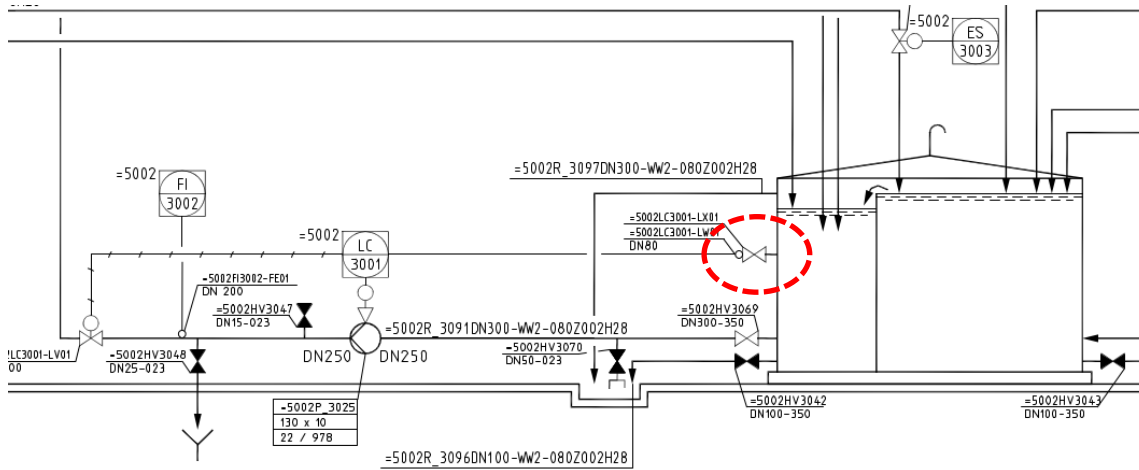 =5002
ES
3003
=5002R_3097DN300-WW2-080Z002H28
=5002
FI
3002
=5002LC3001-LX01
=5002LC3001-LW01
DN80
=5002
LC
3001
=5002FI3002-FE01
DN 200
=5002HV3047
DN15-023
=5002R_3091DN300-WW2-080Z002H28
=5002HV3069
DN300-350
DN250
DN250
LC3001-LV01
=5002HV3048
DN25-023
=5002HV3070
DN50-023
=5002P_3025
130 x 10
22 / 978
=5002HV3042
DN100-350
=5002HV3043
DN100-350
=5002R_3096DN100-WW2-080Z002H28